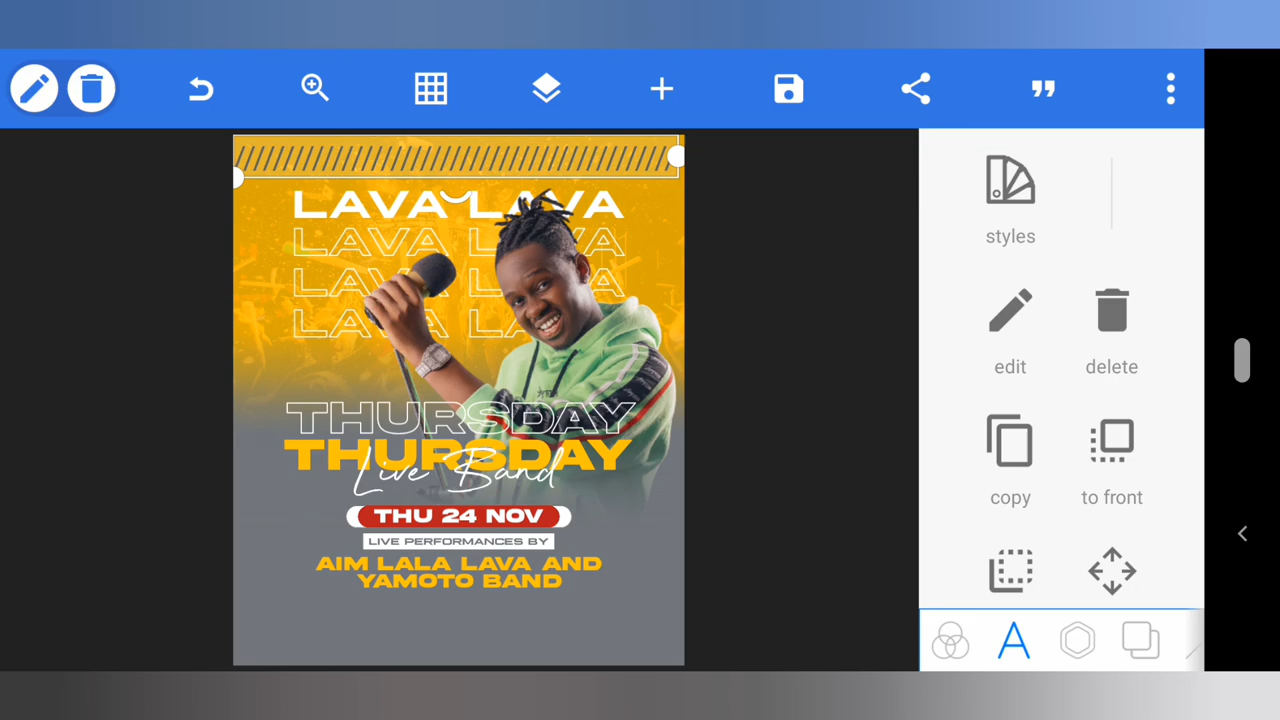 LAVA LAVA
LAVA LAVA
LAVA LAVA
LAVA LAVA
THURSDAY
THURSDAY
Live Band
THU 24 NOV
LIVE PERFORMANCES BY
AIM LALA LAVA AND
YAMOTO BAND
styles
edit
delete
copy
to front